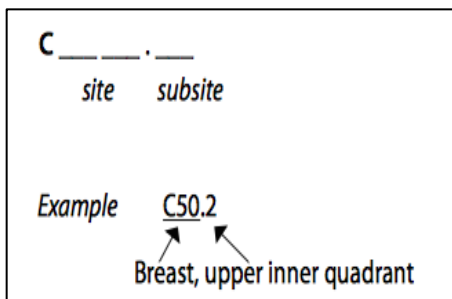 C ___ ___ . ___
site subsite
Example C50.2
Breast, upper inner quadrant